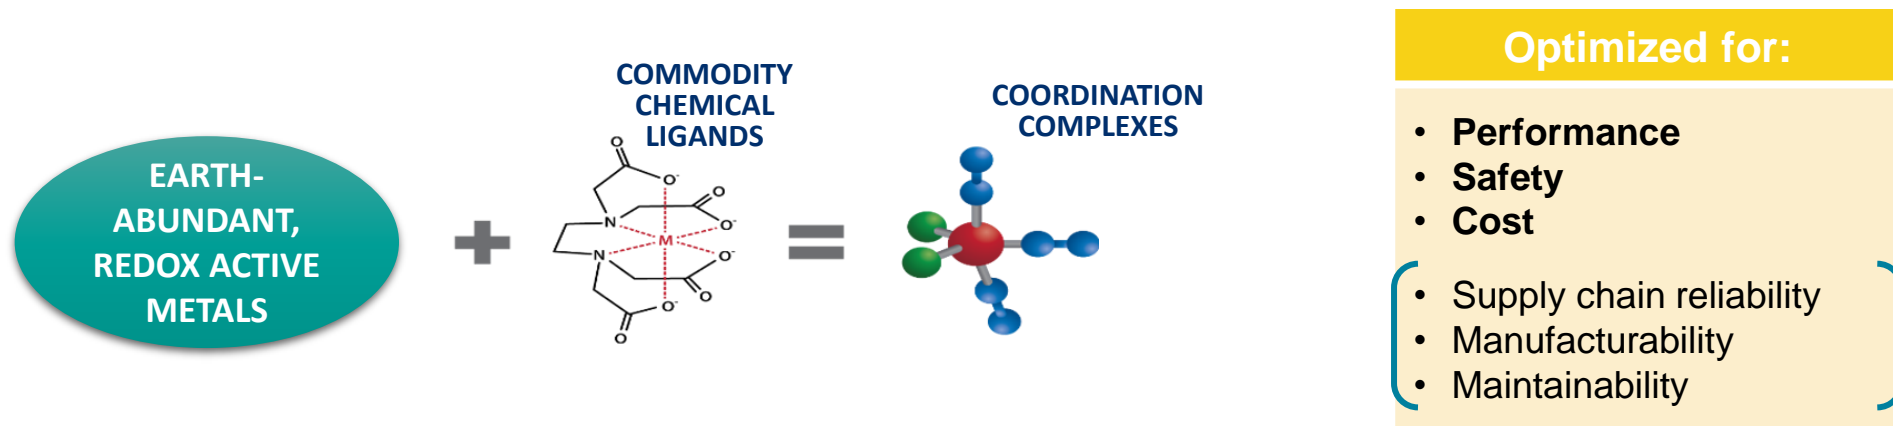 EARTH-
ABUNDANT,
REDOX ACTIVE
METALS
COMMODITY
CHEMICAL
LIGANDS
O
O-
O
N
O-
M
N
O-
O
O-
O
COORDINATION
COMPLEXES
Optimized for:
• Performance
• Safety
• Cost
• Supply chain reliability
• Manufacturability
• Maintainability